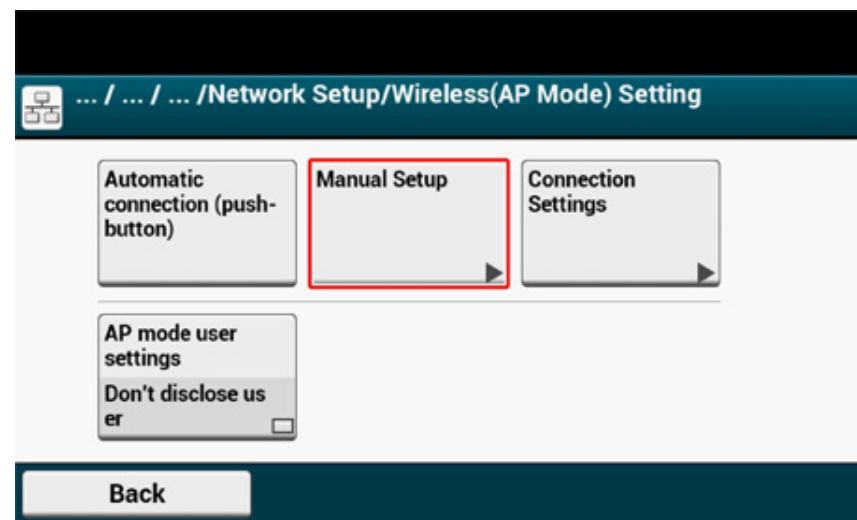 ... / ... / ... /Network Setup/Wireless(AP Mode) Setting
Automatic
connection (push-
button)
Manual Setup
Connection
Settings
AP mode user
settings
Don't disclose us
er
Back